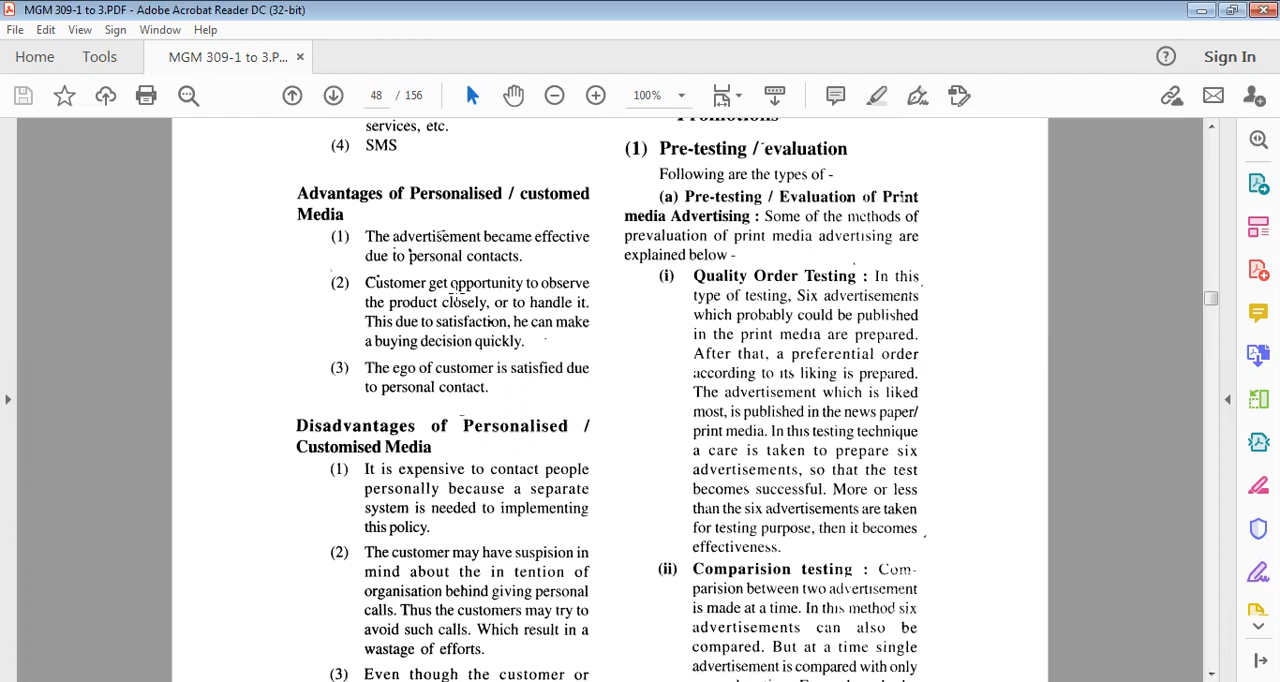 MGM 309-1 to 3.PDF - Adobe Acrobat Reader DC (32-bit)
File Edit View Sign Window Help
Home Tools MGM 309-1 to 3.P... ×
Sign In
48 / 156
100%
services, etc.
(4) SMS
Advantages of Personalised / customed
Media
(1) The advertisement became effective
due to personal contacts.
(2) Customer get opportunity to observe
the product closely, or to handle it.
This due to satisfaction, he can make
a buying decision quickly.
(3) The ego of customer is satisfied due
to personal contact.
Disadvantages of Personalised /
Customised Media
(1) It is expensive to contact people
personally because a separate
system is needed to implementing
this policy.
(2) The customer may have suspision in
mind about the in tention of
organisation behind giving personal
calls. Thus the customers may try to
avoid such calls. Which result in a
wastage of efforts.
(3) Even though the customer or
Promotions
(1) Pre-testing / evaluation
Following are the types of -
(a) Pre-testing / Evaluation of Print
media Advertising : Some of the methods of
prevaluation of print media advertising are
explained below -
(i) Quality Order Testing : In this
type of testing, Six advertisements
which probably could be published
in the print media are prepared.
After that, a preferential order
according to its liking is prepared.
The advertisement which is liked
most, is published in the news paper/
print media. In this testing technique
a care is taken to prepare six
advertisements, so that the test
becomes successful. More or less
than the six advertisements are taken
for testing purpose, then it becomes
effectiveness.
(ii) Comparision testing : Com-
parision between two advertisement
is made at a time. In this method six
advertisements can also be
compared. But at a time single
advertisement is compared with only